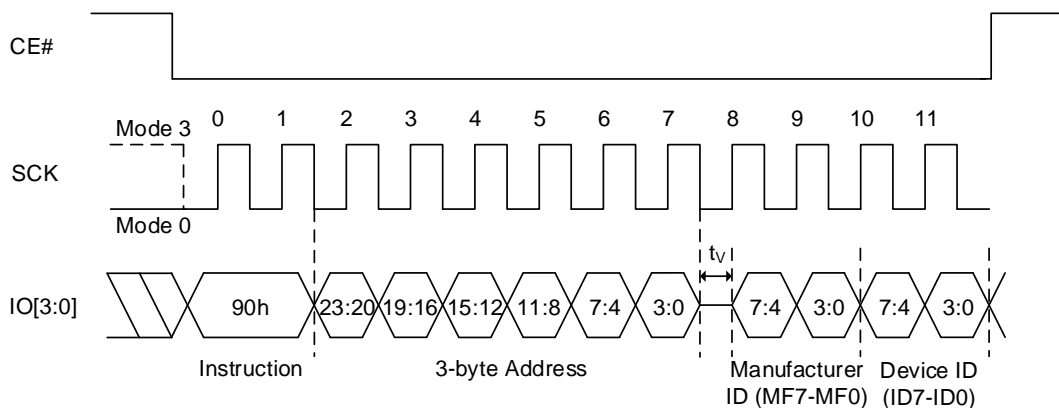 CE#
0 1 2 3 4 5 6 7 8 9 10 11
Mode 3
SCK
Mode 0
tV
IO[3:0] 90h 23:20 19:16 15:12 11:8 7:4 3:0 7:4 3:0 7:4 3:0
Instruction 3-byte Address Manufacturer Device ID
ID (MF7-MF0) (ID7-ID0)